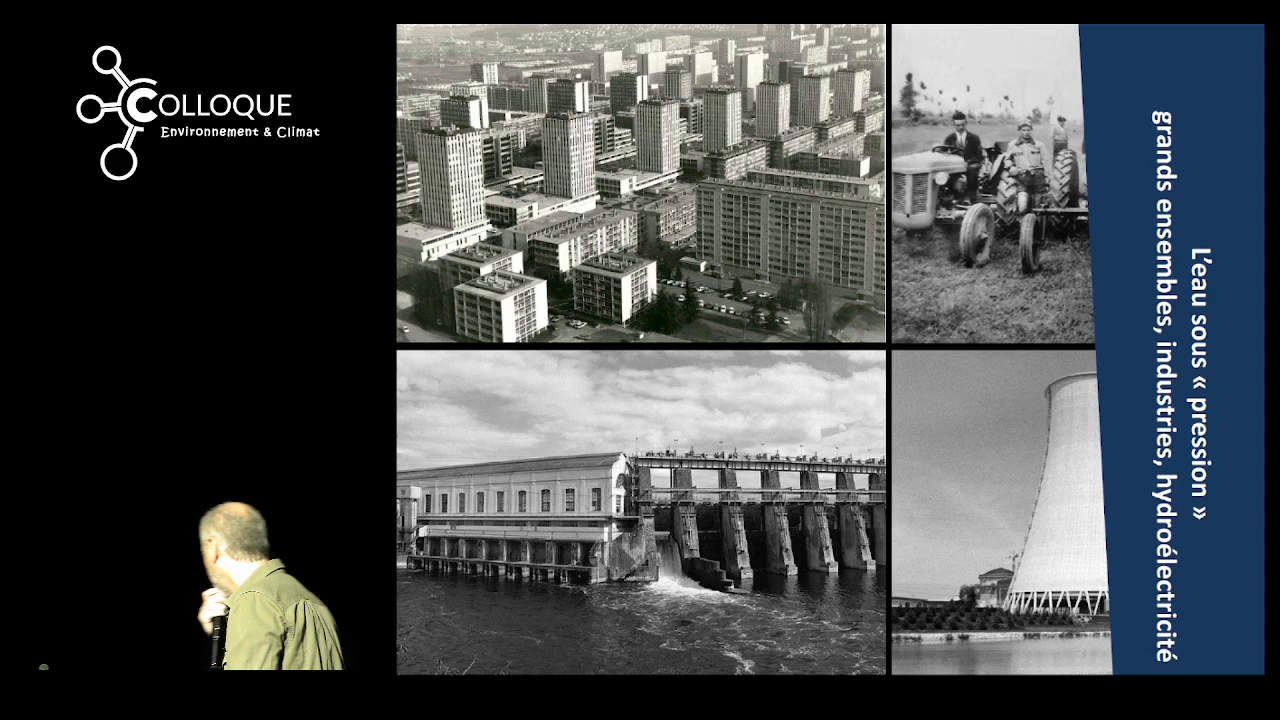 COLLOQUE
Environnement & Climat
L'eau sous « pression »
grands ensembles, industries, hydroélectricité